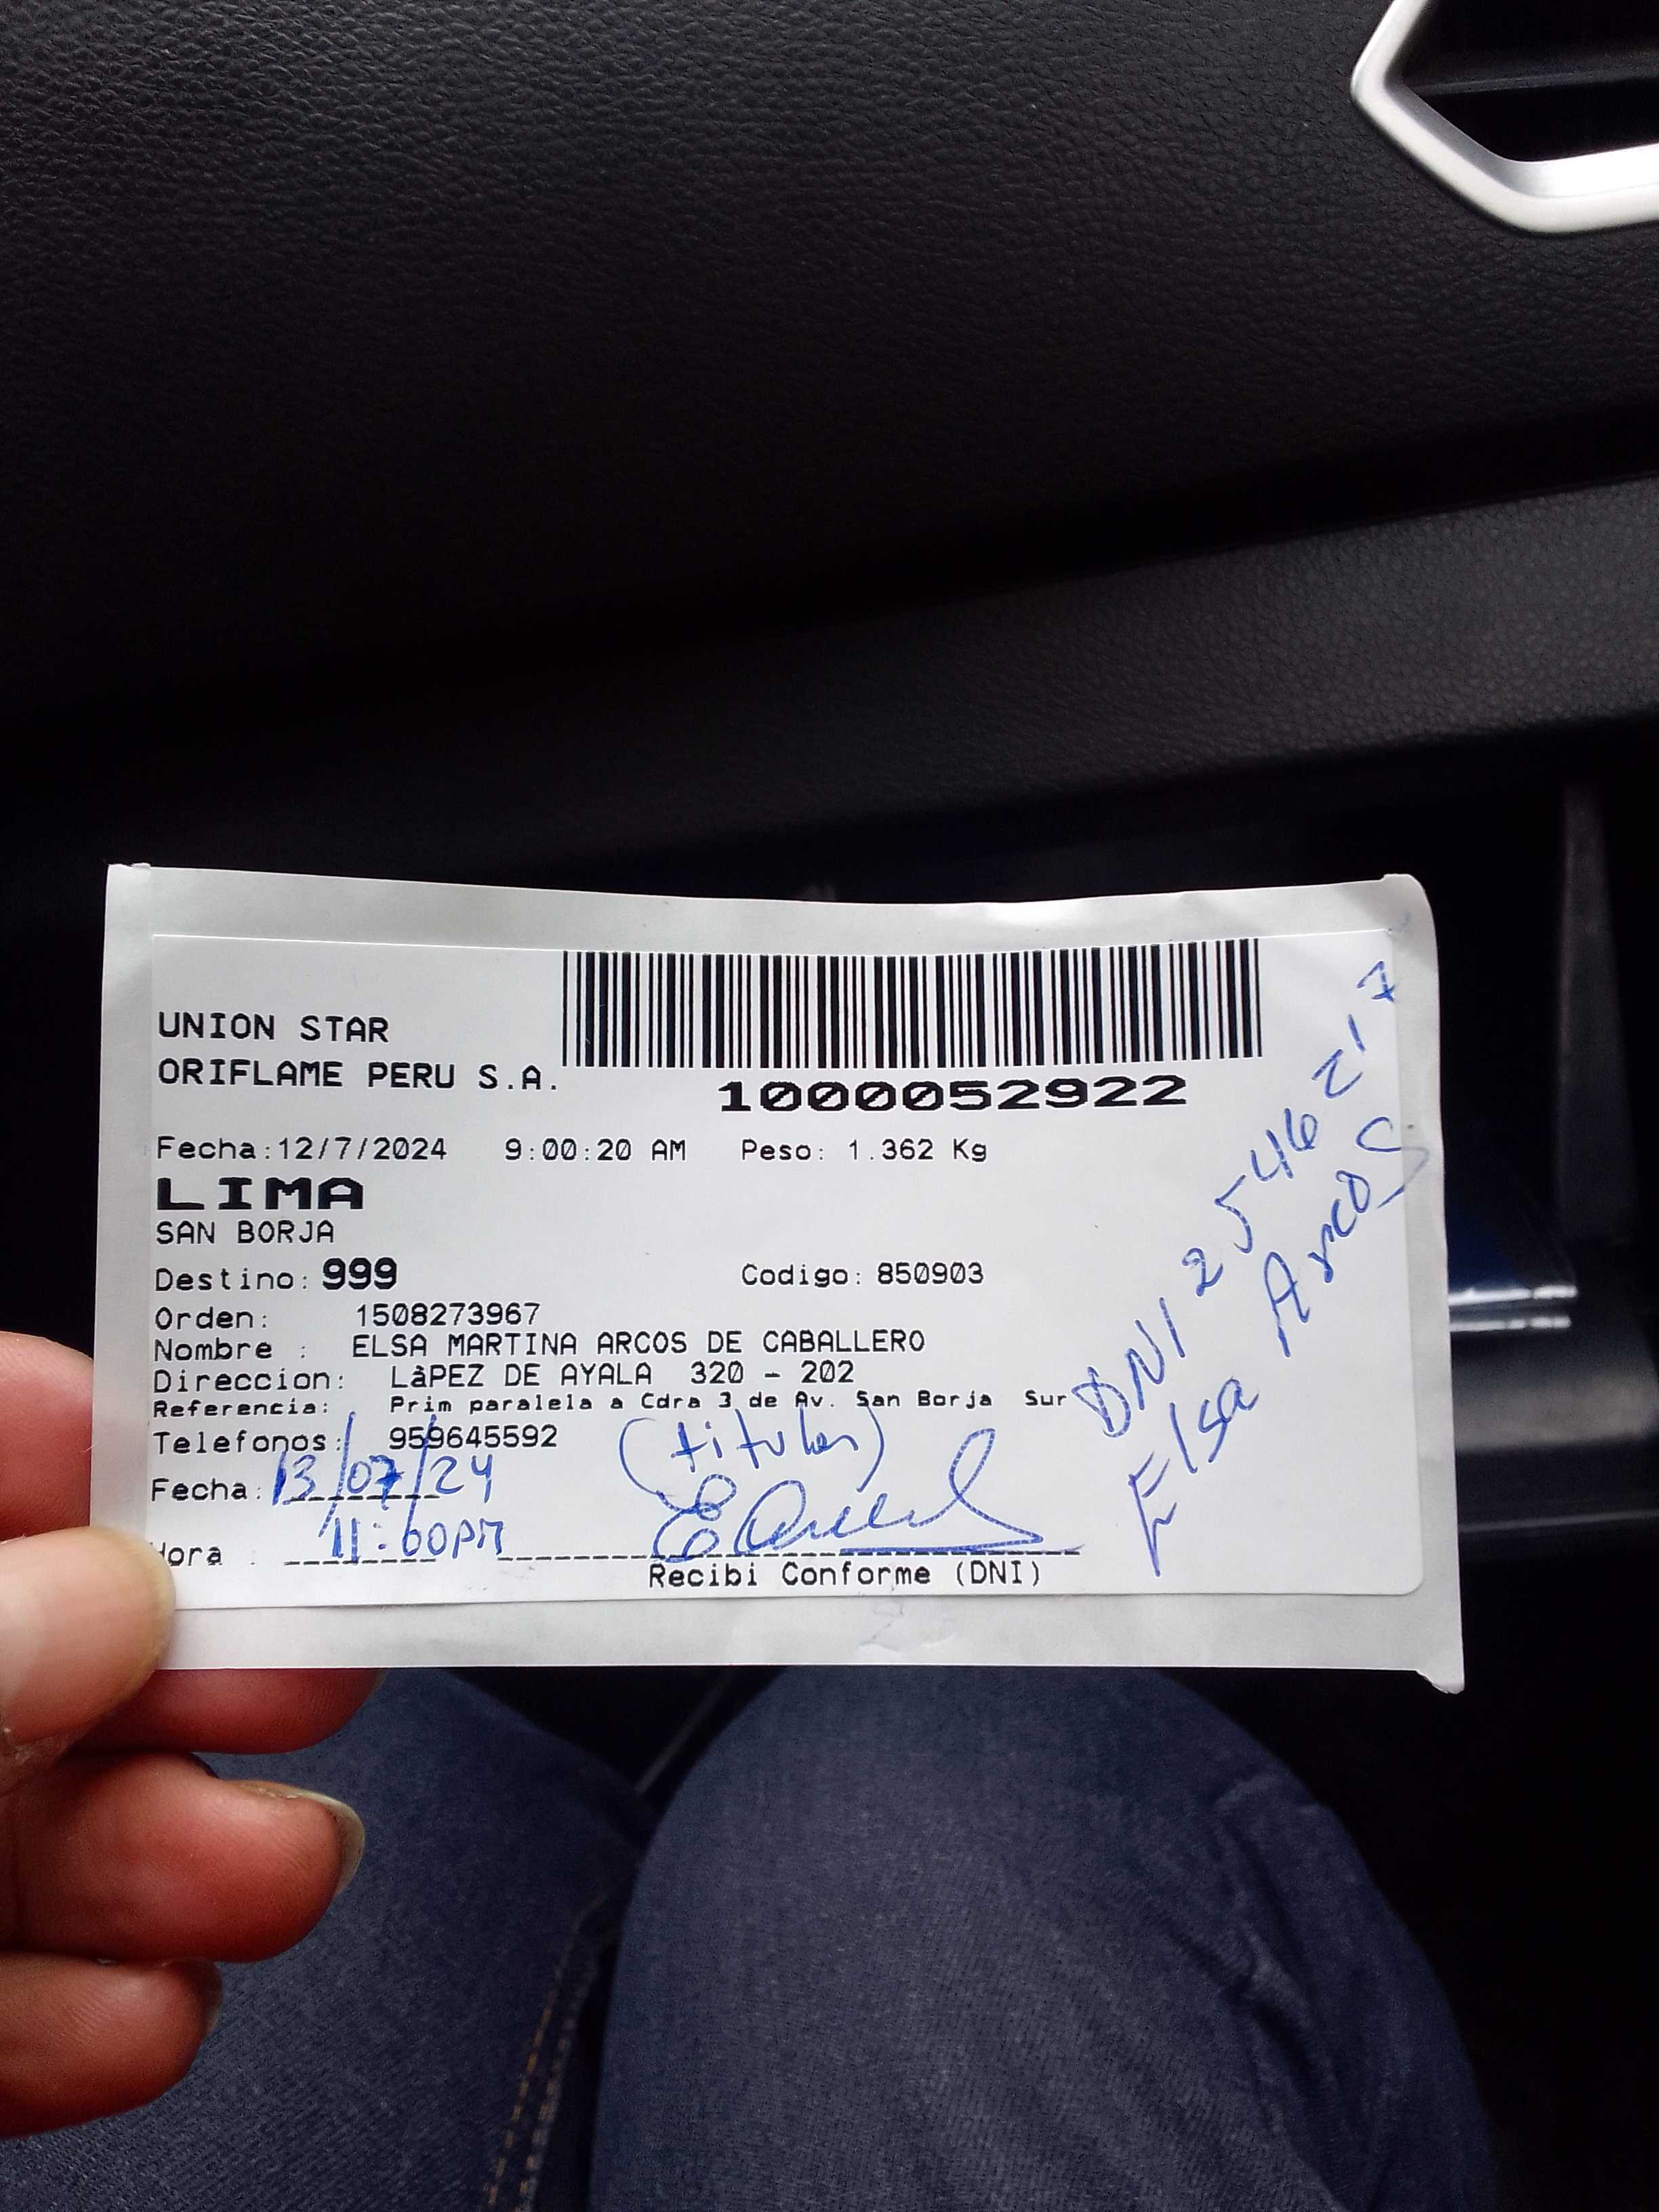 UNION STAR
ORIFLAME PERU S.A.
1000052922
Fecha:12/7/2024 9:00:20 AM Peso: 1.362 Kg
LIMA
SAN BORJA
Destino: 999 Codigo: 850903
Orden: 1508273967
Nombre : ELSA MARTINA ARCOS DE CABALLERO
Direccion: LàPEZ DE AYALA 320 - 202
Referencia: Prim paralela a Cdra 3 de Av. San Borja Sur
Telefonos: 959645592 (titular)
Fecha: 13/07/24
Hora : 11:00pm
Recibi Conforme (DNI)
DNI 25546217
Elsa Arcos